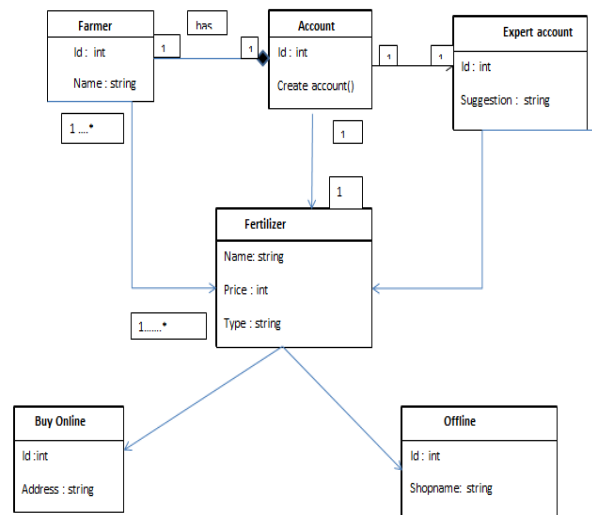 Farmer
Id : int
Name : string
has
1
1
Account
Id : int
Create account()
1
1
Expert account
Id : int
Suggestion : string
1 ....*
1
1
Fertilizer
Name: string
Price : int
Type : string
1.......*
Buy Online
Id :int
Address : string
Offline
Id : int
Shopname: string